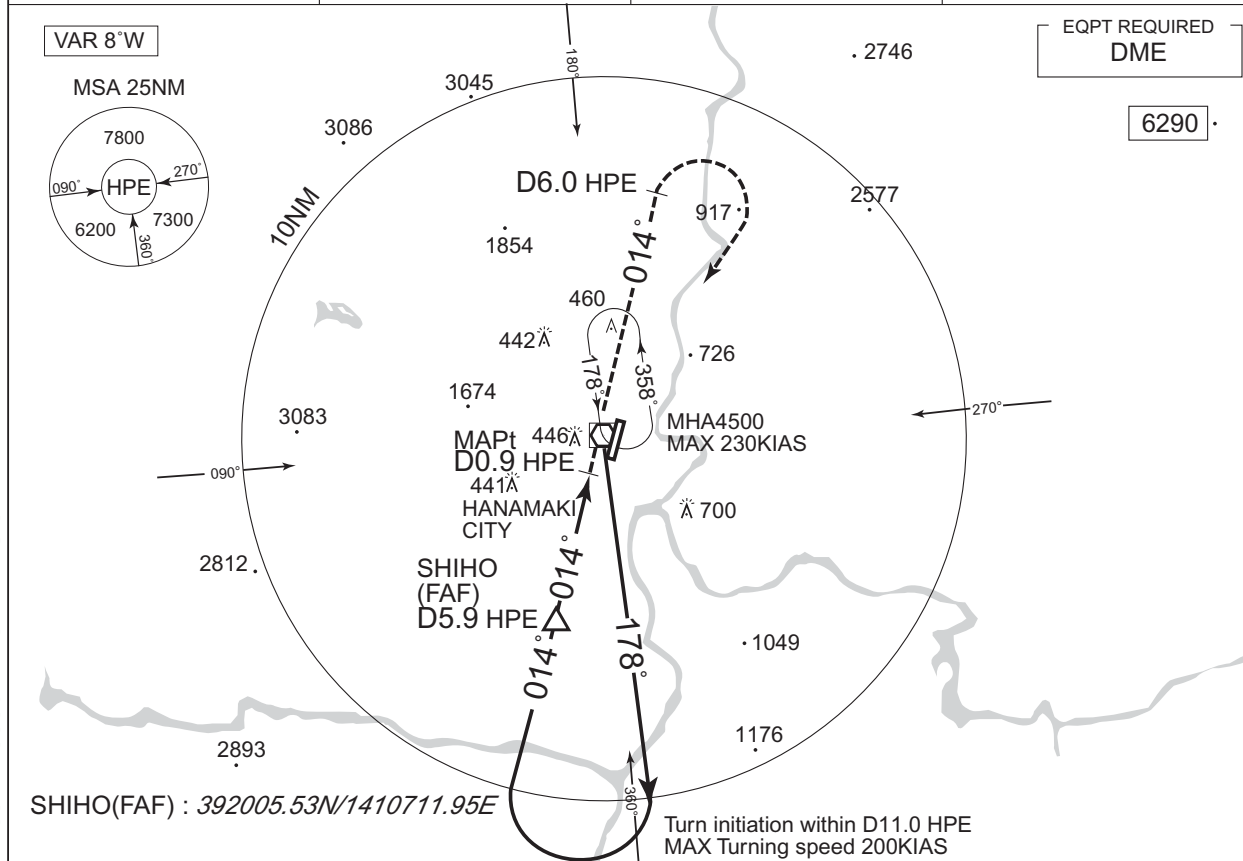 VAR 8°W
MSA 25NM
7800
090°
HPE
270°
6200
7300
360°
EQPT REQUIRED
DME
6290
180°
2746
3045
3086
10NM
D6.0 HPE
917
2577
1854
014°
460
442
726
178°
358°
1674
3083
MAPt
D0.9 HPE
446
MHA4500
MAX 230KIAS
270°
090°
441
HANAMAKI
CITY
700
2812
SHIHO
(FAF)
D5.9 HPE
014°
014°
178°
1049
1176
2893
360°
SHIHO(FAF) : 392005.53N/1410711.95E
Turn initiation within D11.0 HPE
MAX Turning speed 200KIAS